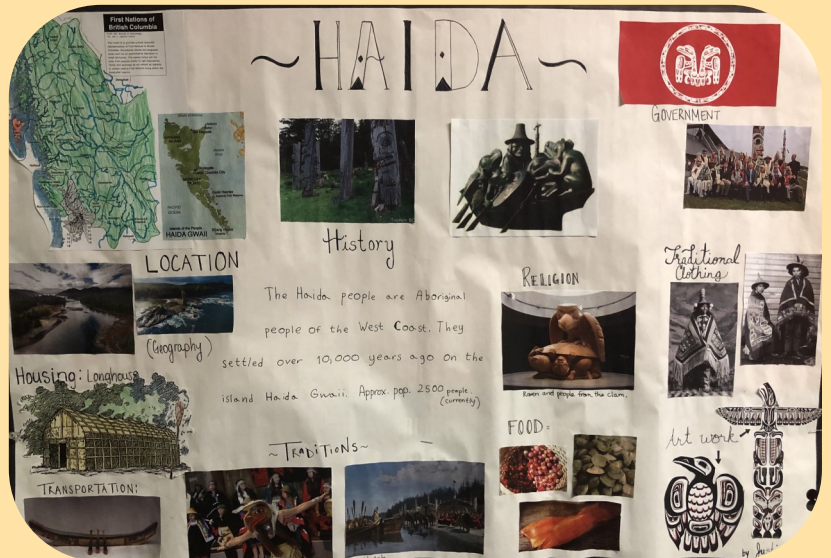 First Nations of
British Columbia
~HAIDA~
GOVERNMENT
HAIDA GWAII
LOCATION
(Geography)
History
The Haida people are Aboriginal
people of the West Coast. They
settled over 10,000 years ago on the
island Haida Gwaii. Approx. pop. 2500 people.
(currently)
RELIGION
Raven and people from the clam.
Traditional
Clothing
Housing: Longhouse
~TRADITIONS~
FOOD:
Art work
TRANSPORTATION:
by